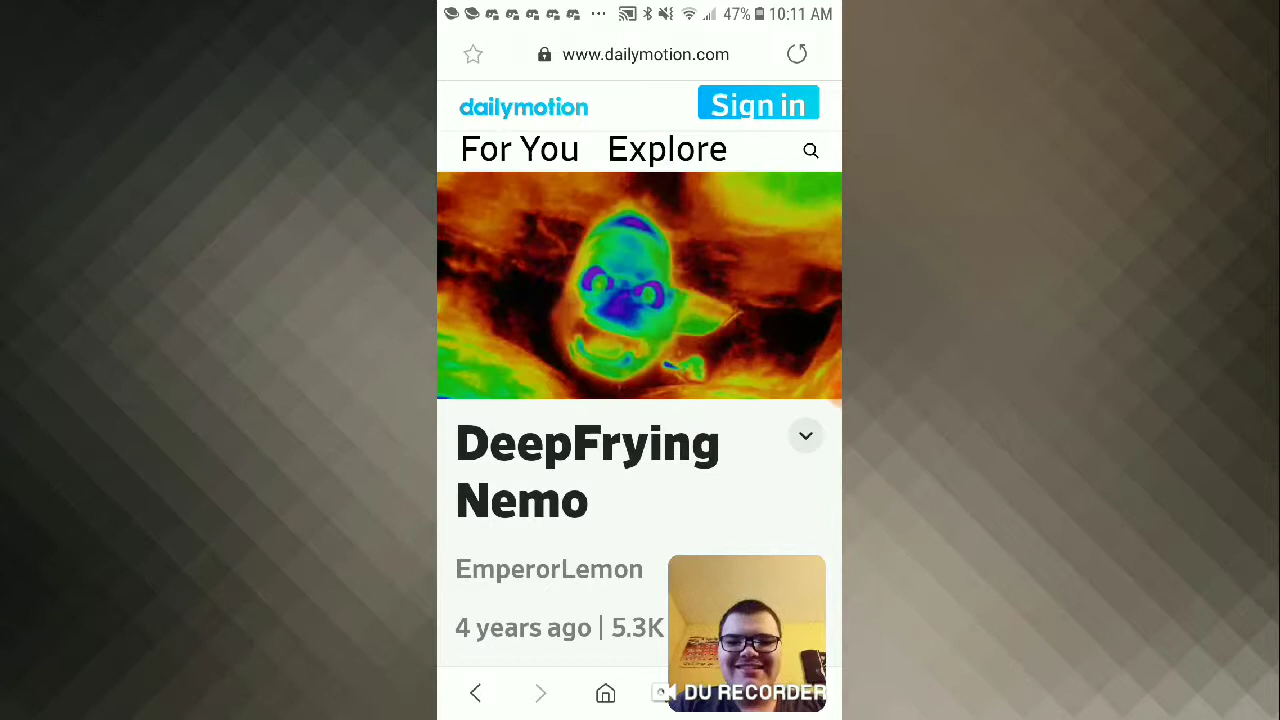 47% 10:11 AM
www.dailymotion.com
dailymotion
Sign in
For You Explore
DeepFrying
Nemo
EmperorLemon
4 years ago | 5.3K
DU RECORDER